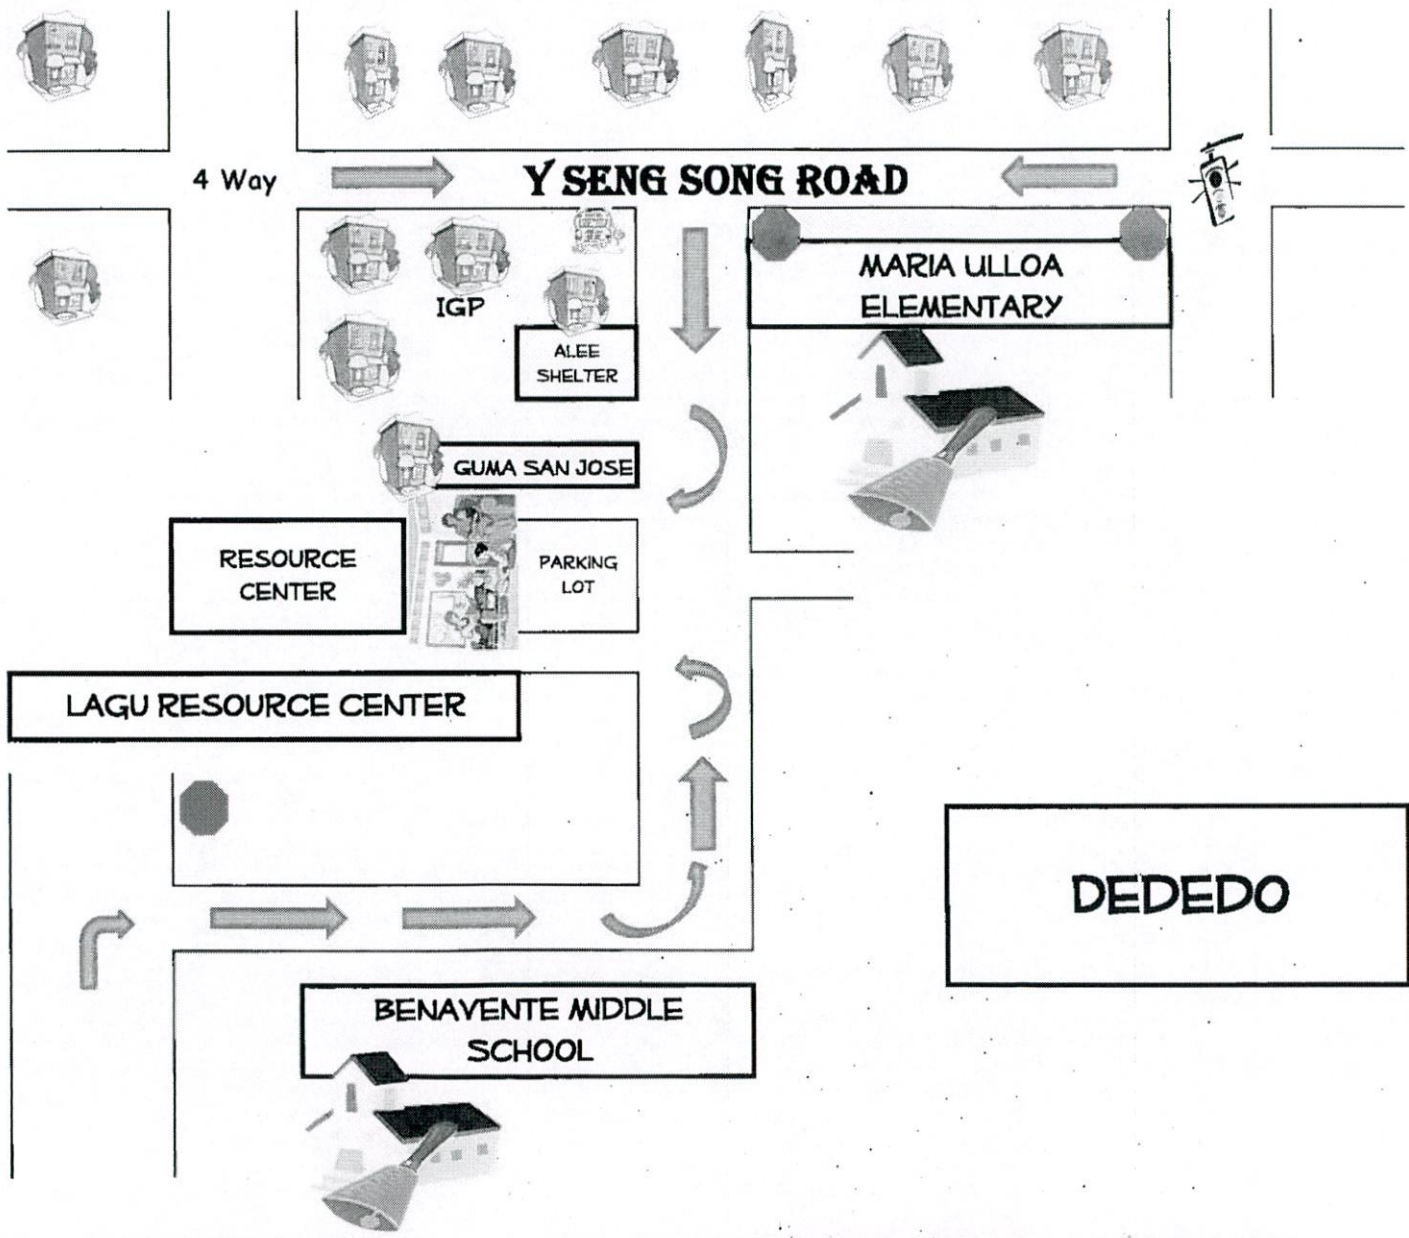 4 Way
Y SENG SONG ROAD
MARIA ULLOA
ELEMENTARY
IGP
ALEE
SHELTER
GUMA SAN JOSE
RESOURCE
CENTER
PARKING
LOT
LAGU RESOURCE CENTER
DEDEDO
BENAVENTE MIDDLE
SCHOOL